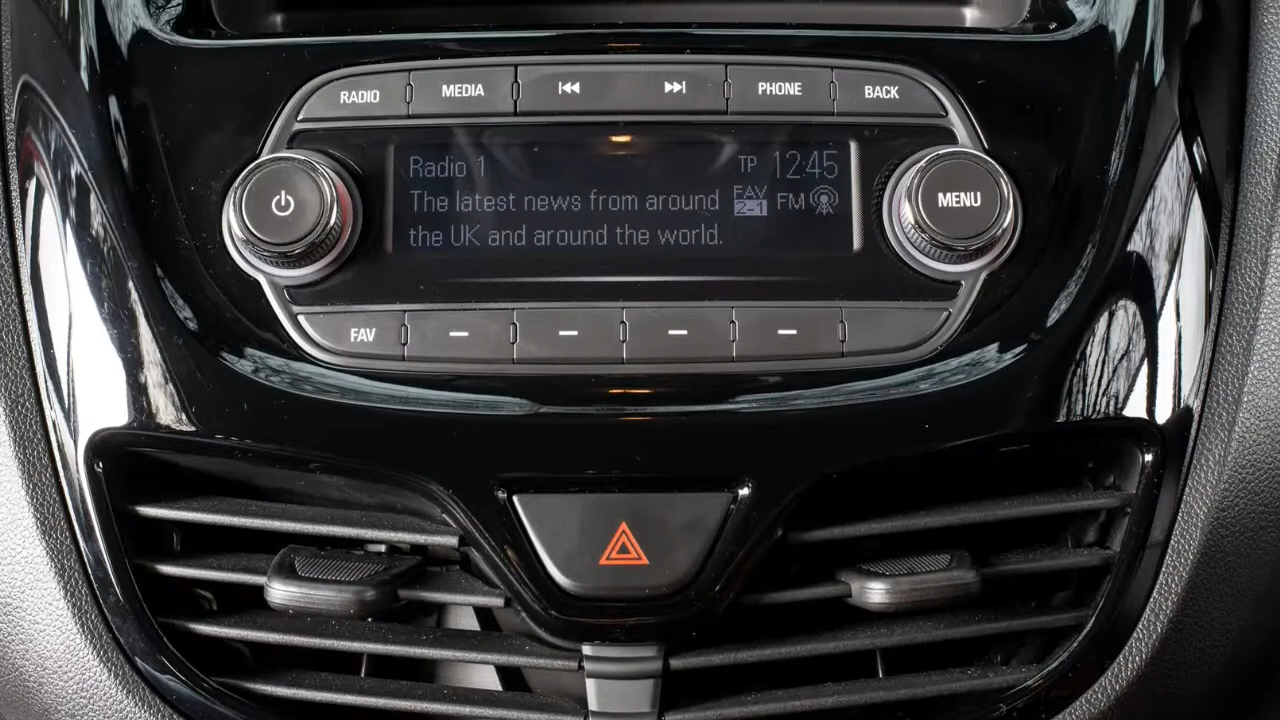 RADIO MEDIA PHONE BACK
Radio 1 TP 12:45
The latest news from around FAV FM
2-1
the UK and around the world.
MENU
FAV